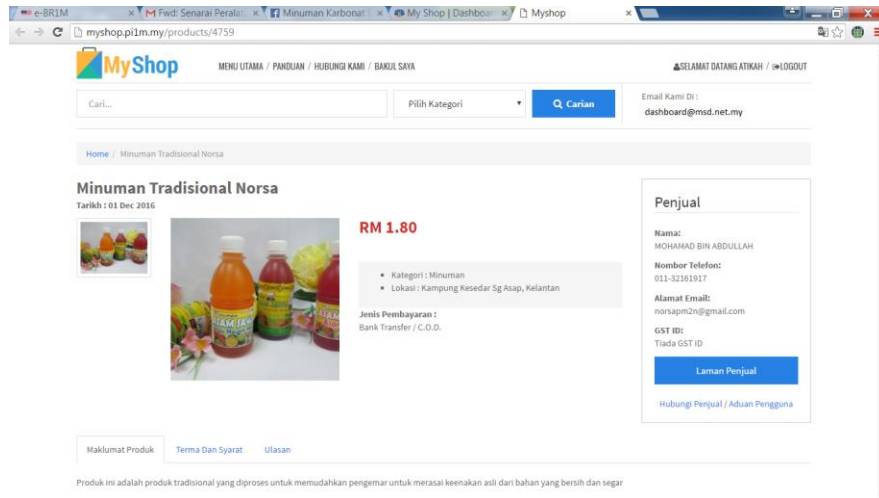 e-BR1M
Fwd: Senarai Peralat
Minuman Karbonat
My Shop | Dashboar
Myshop
myshop.pi1m.my/products/4759
MyShop
MENU UTAMA / PANDUAN / HUBUNGI KAMI / BAKUL SAYA
SELAMAT DATANG ATIKAH / LOGOUT
Cari...
Pilih Kategori
Carian
Email Kami Di :
dashboard@msd.net.my
Home / Minuman Tradisional Norsa
Minuman Tradisional Norsa
Tarikh : 01 Dec 2016
ASAM JAWA
RM 1.80
Kategori : Minuman
Lokasi : Kampung Kesedar Sg Asap, Kelantan
Jenis Pembayaran :
Bank Transfer / C.O.D.
Penjual
Nama:
MOHAMAD BIN ABDULLAH
Nombor Telefon:
011-32161917
Alamat Email:
norsapm2n@gmail.com
GST ID:
Tiada GST ID
Laman Penjual
Hubungi Penjual / Aduan Pengguna
Maklumat Produk
Terma Dan Syarat
Ulasan
Produk ini adalah produk tradisional yang diproses untuk memudahkan pengemar untuk merasai keenakan asli dari bahan yang bersih dan segar